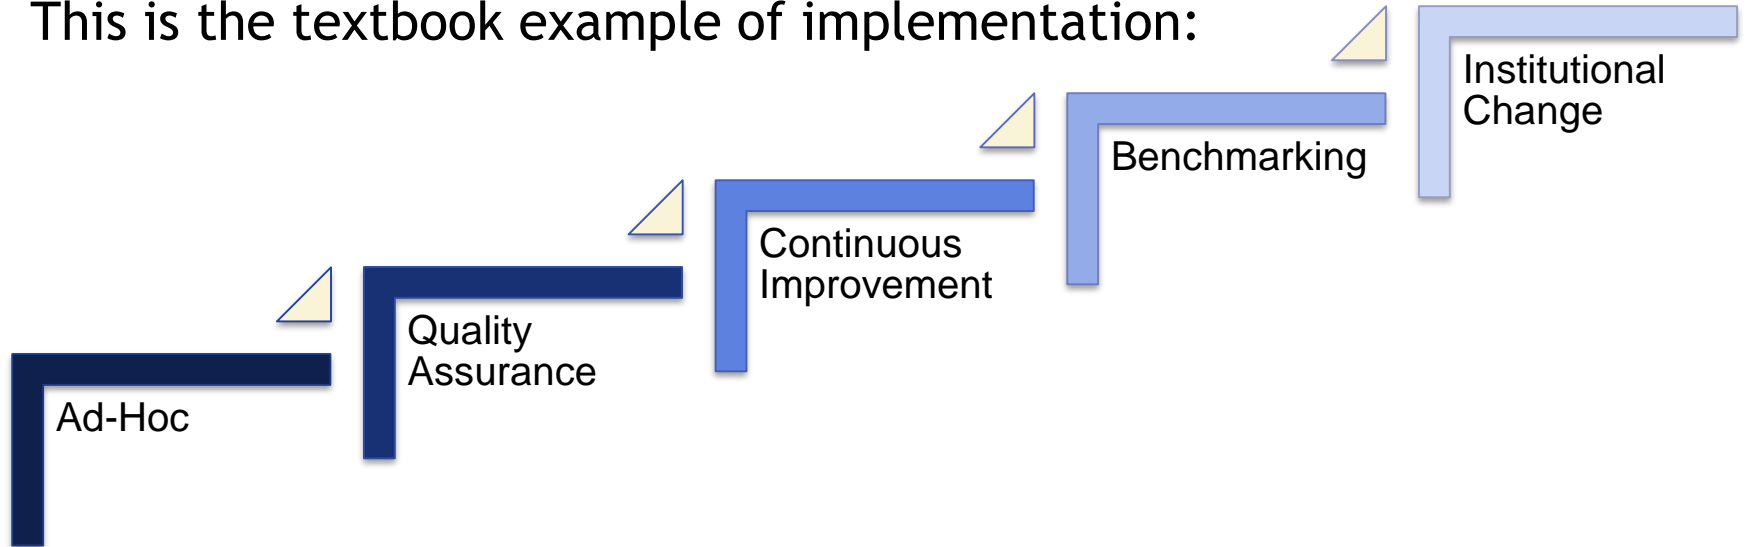 This is the textbook example of implementation:
Institutional
Change
Benchmarking
Continuous
Improvement
Quality
Assurance
Ad-Hoc